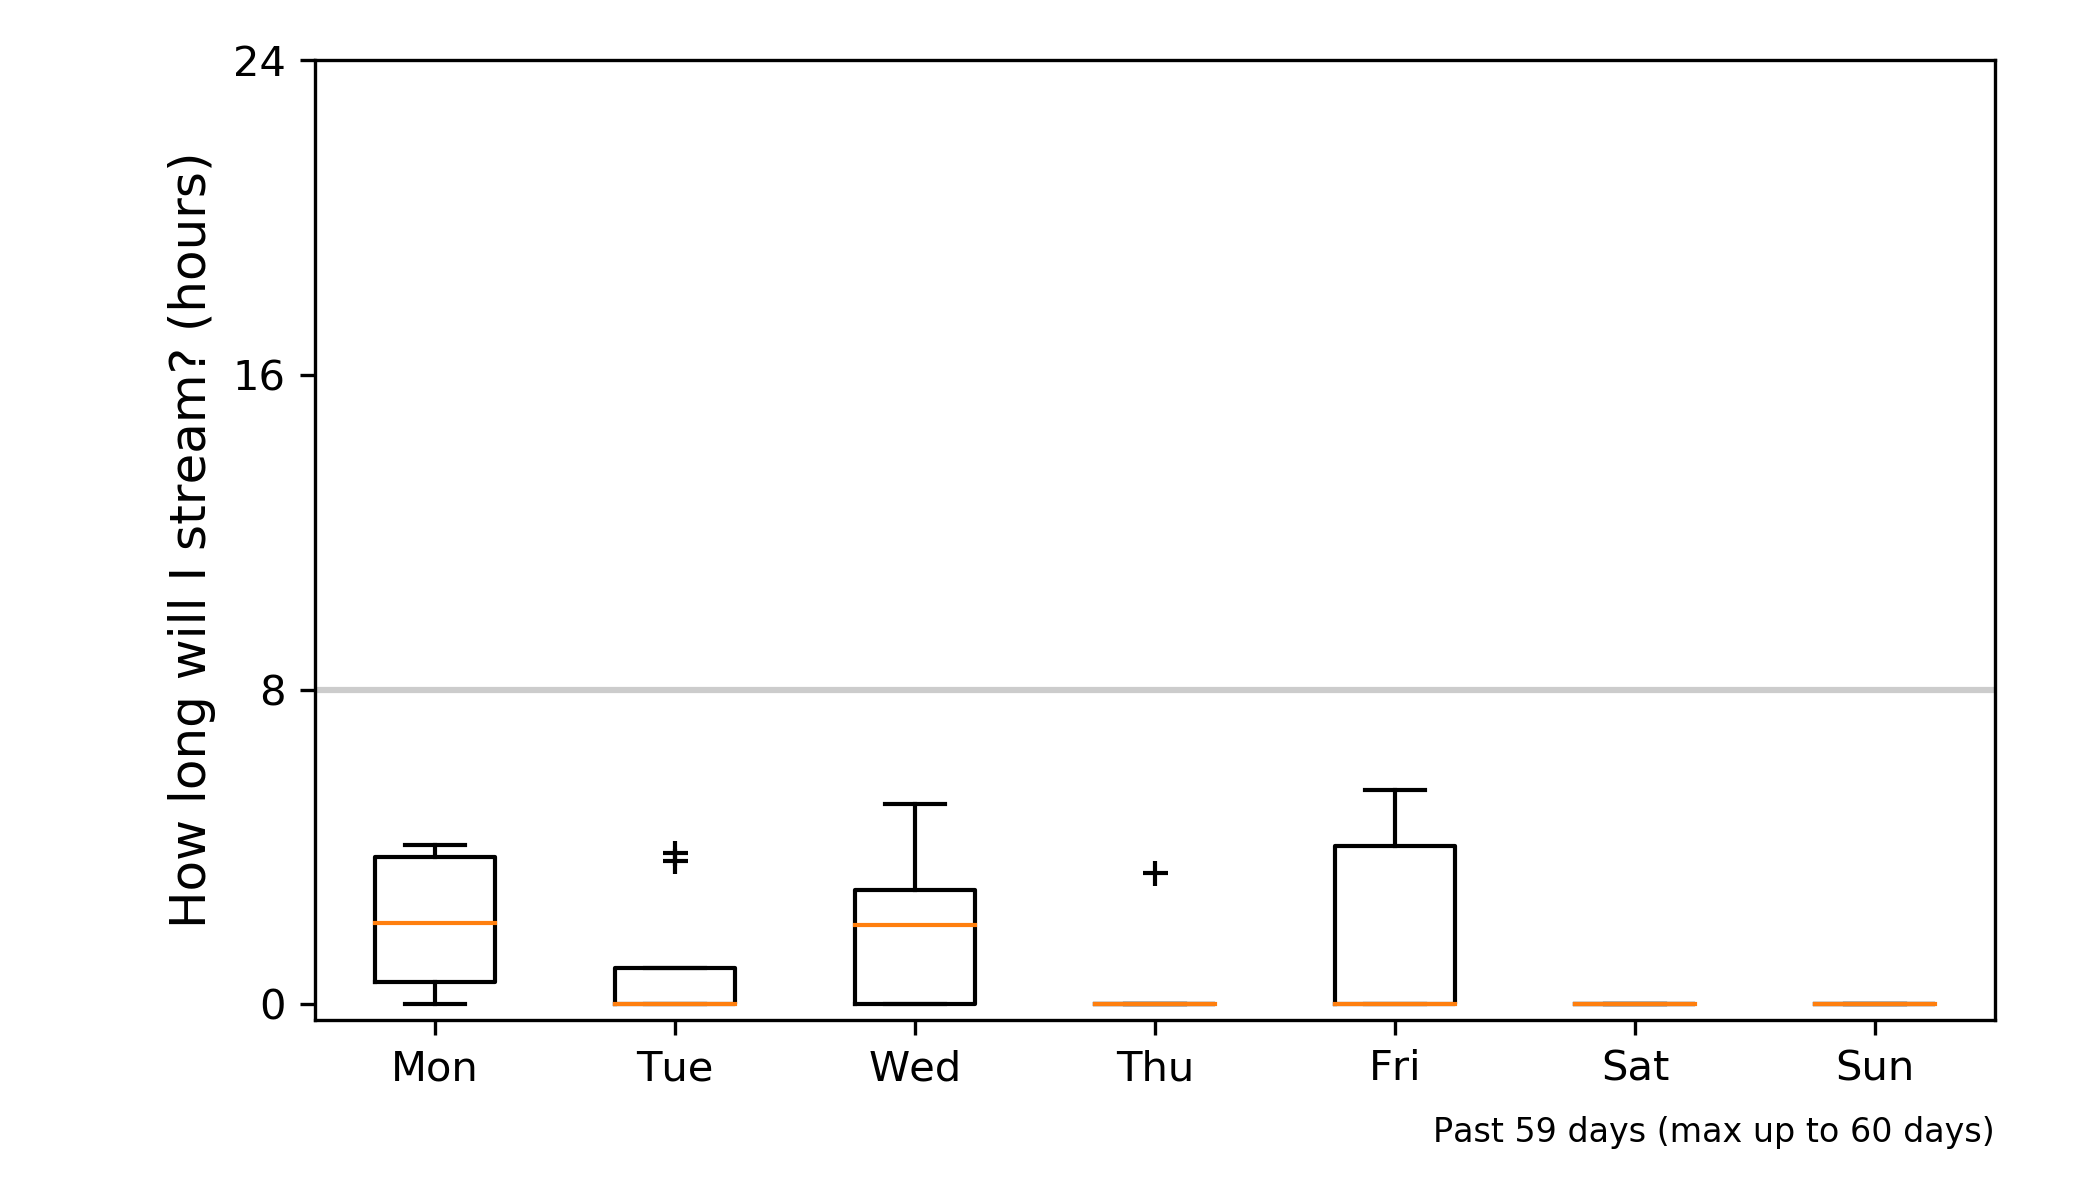 How long will I stream? (hours)
24
16
8
0
Mon Tue Wed Thu Fri Sat Sun
Past 59 days (max up to 60 days)